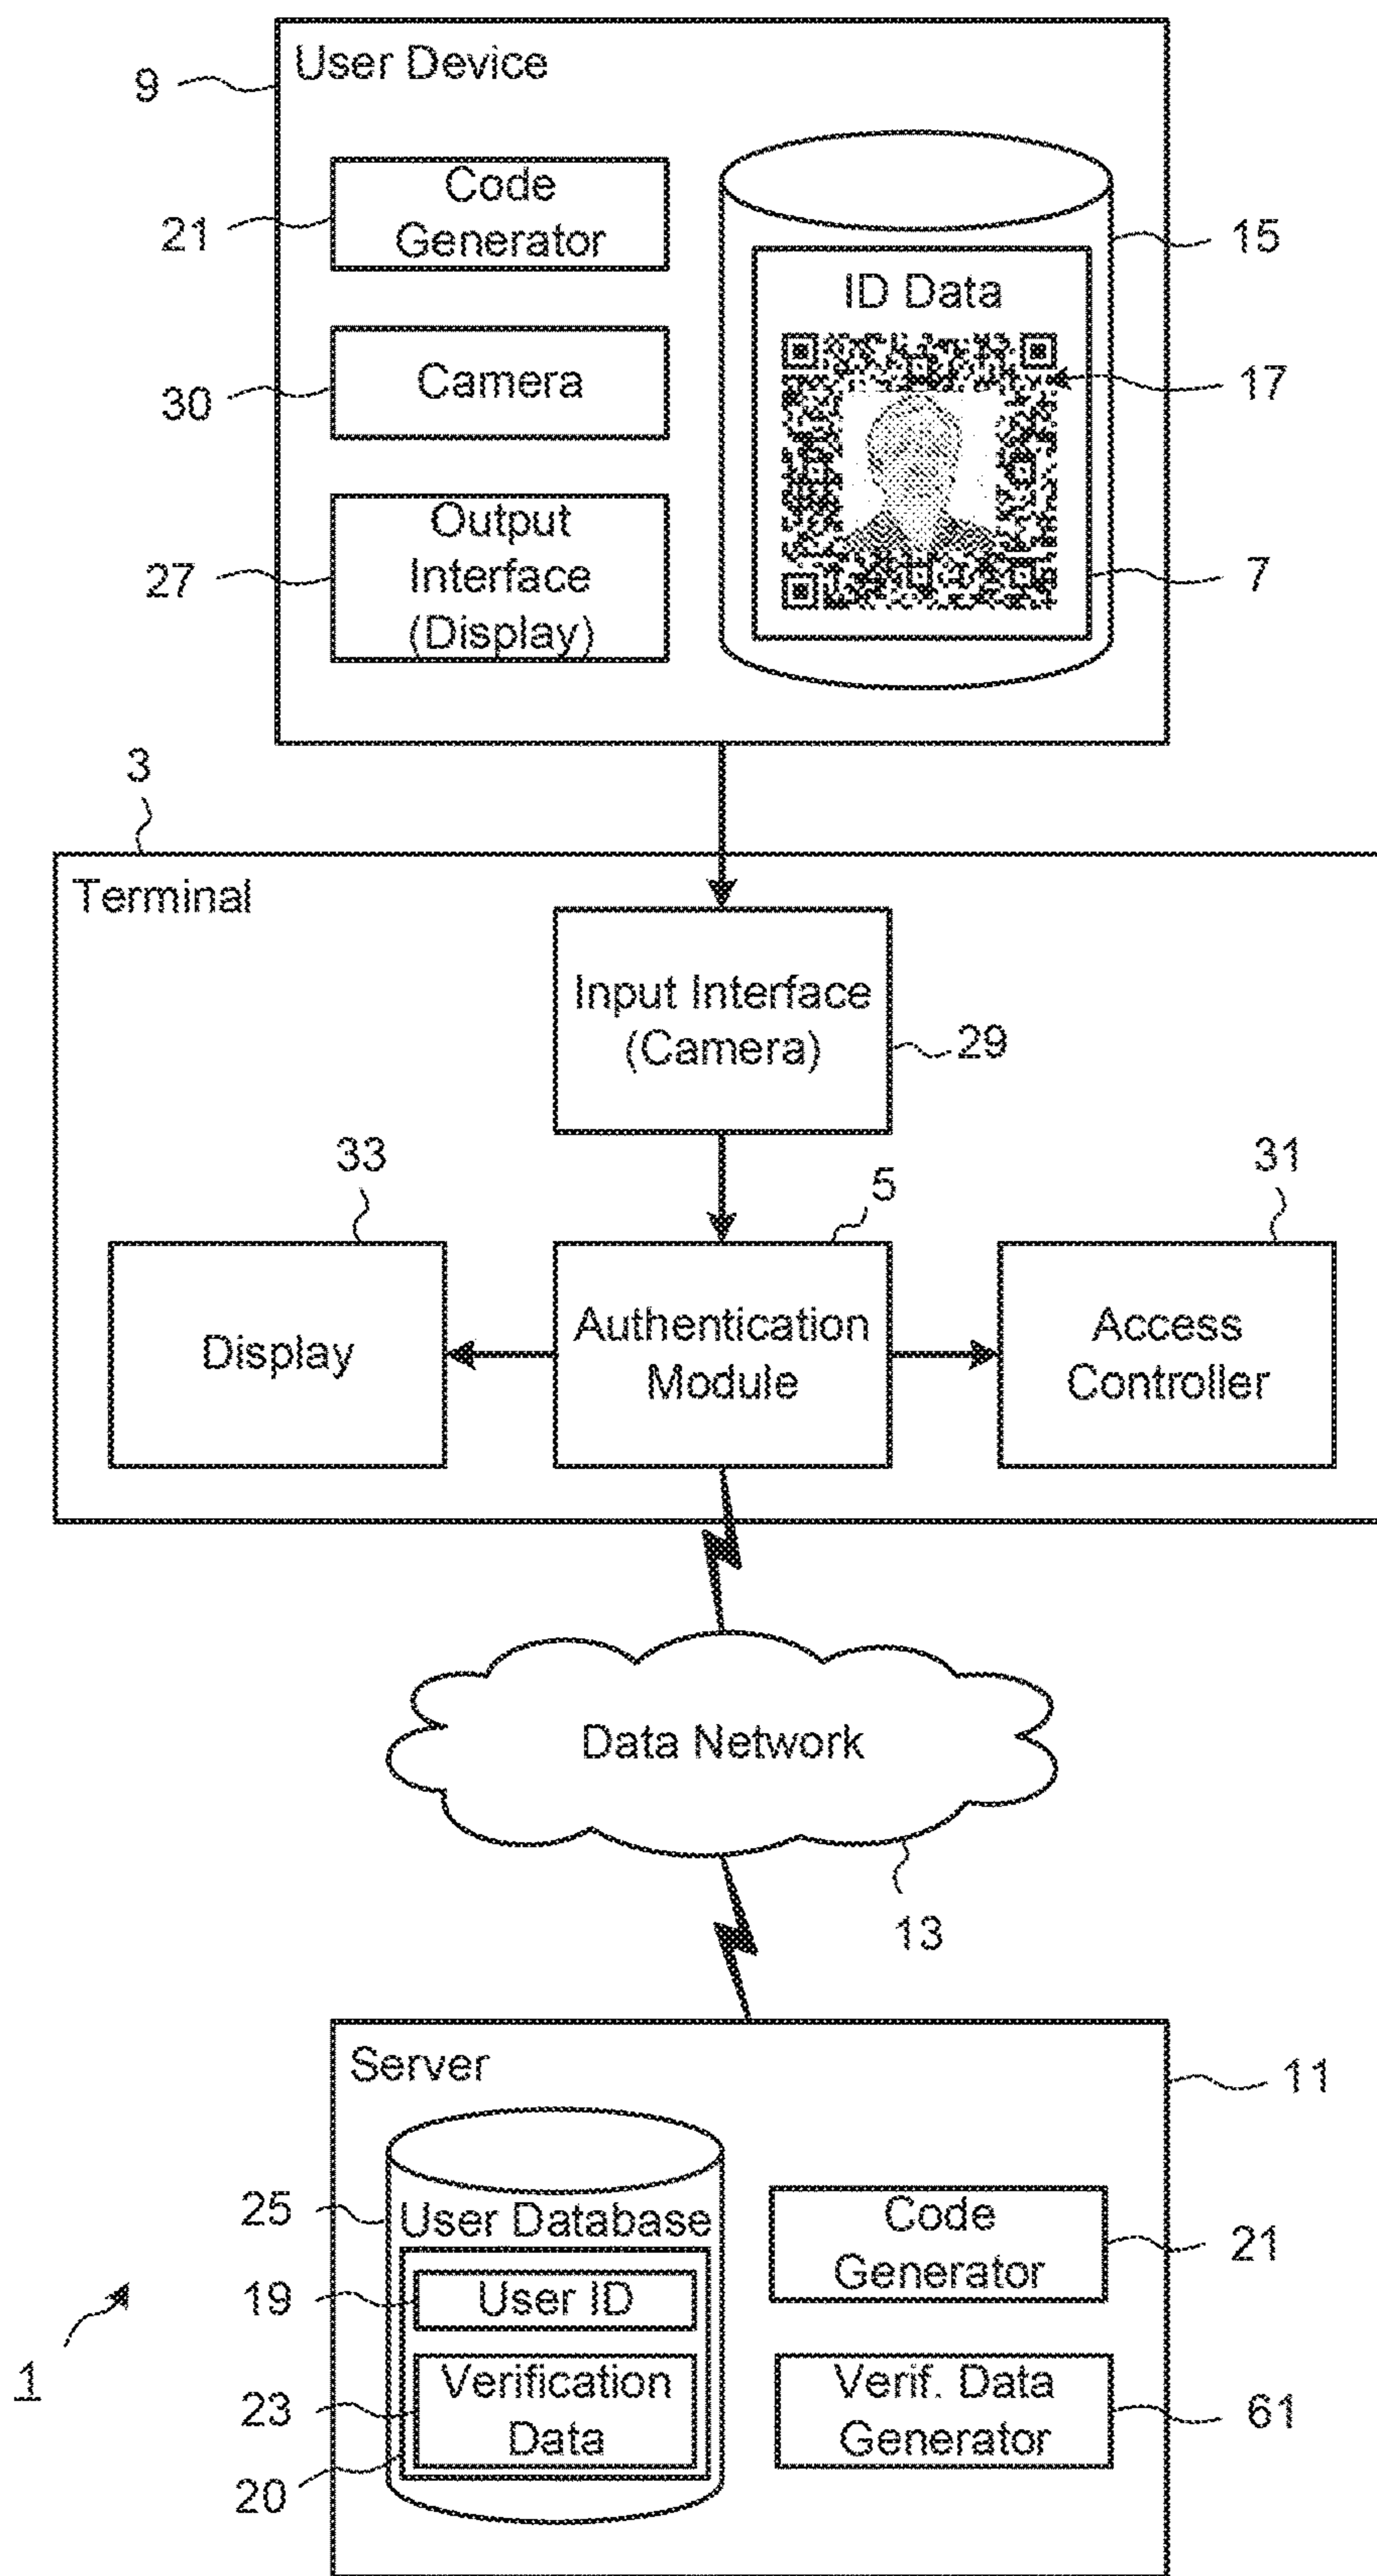 User Device
9
Code
Generator
21
15
ID Data
Camera
30
17
Output
Interface
(Display)
27
7
3
Terminal
Input Interface
(Camera)
29
33
5
31
Display
Authentication
Module
Access
Controller
Data Network
13
Server
11
25
User Database
Code
Generator
21
19
User ID
1
Verification
Data
23
Verif. Data
Generator
61
20